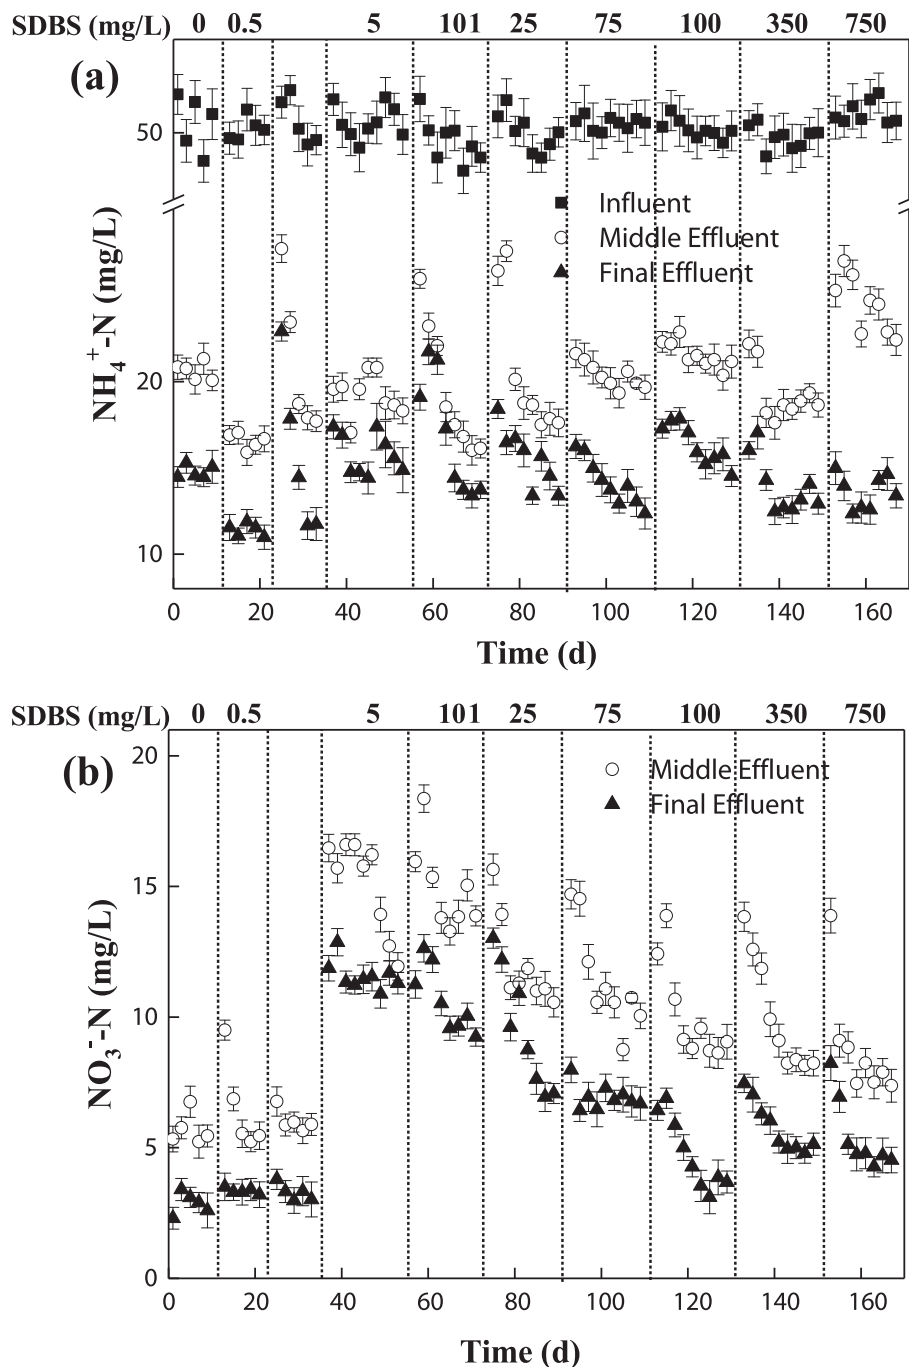 SDBS (mg/L) 0 0.5 5 101 25 75 100 350 750
(a)
50
Influent
Middle Effluent
Final Effluent
NH₄⁺-N (mg/L)
20
10
0 20 40 60 80 100 120 140 160
Time (d)
SDBS (mg/L) 0 0.5 5 101 25 75 100 350 750
(b)
20
Middle Effluent
Final Effluent
15
NO₃⁻-N (mg/L)
10
5
0
0 20 40 60 80 100 120 140 160
Time (d)